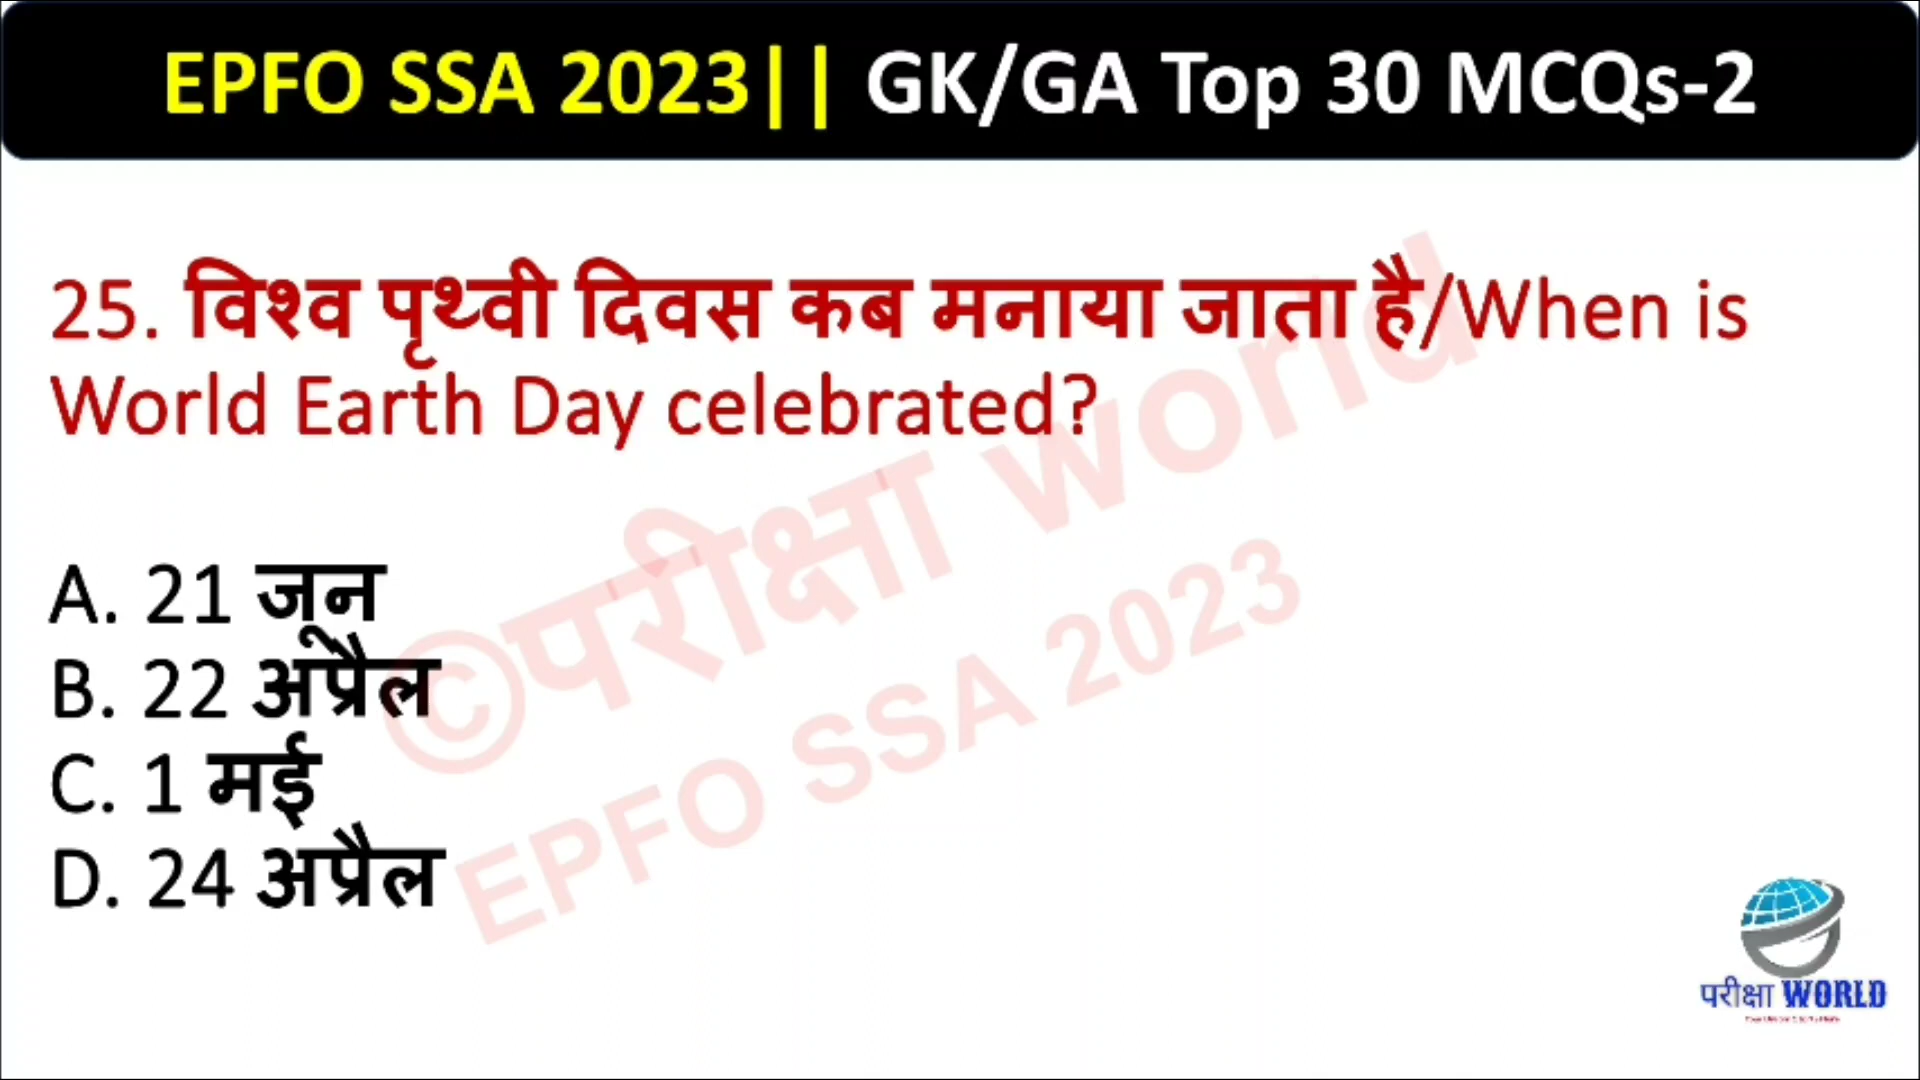 EPFO SSA 2023|| GK/GA Top 30 MCQs-2
25. विश्व पृथ्वी दिवस कब मनाया जाता है/When is
World Earth Day celebrated?
A. 21 जून
B. 22 अप्रैल
C. 1 मई
D. 24 अप्रैल
©परीक्षा world
EPFO SSA 2023
परीक्षा WORLD